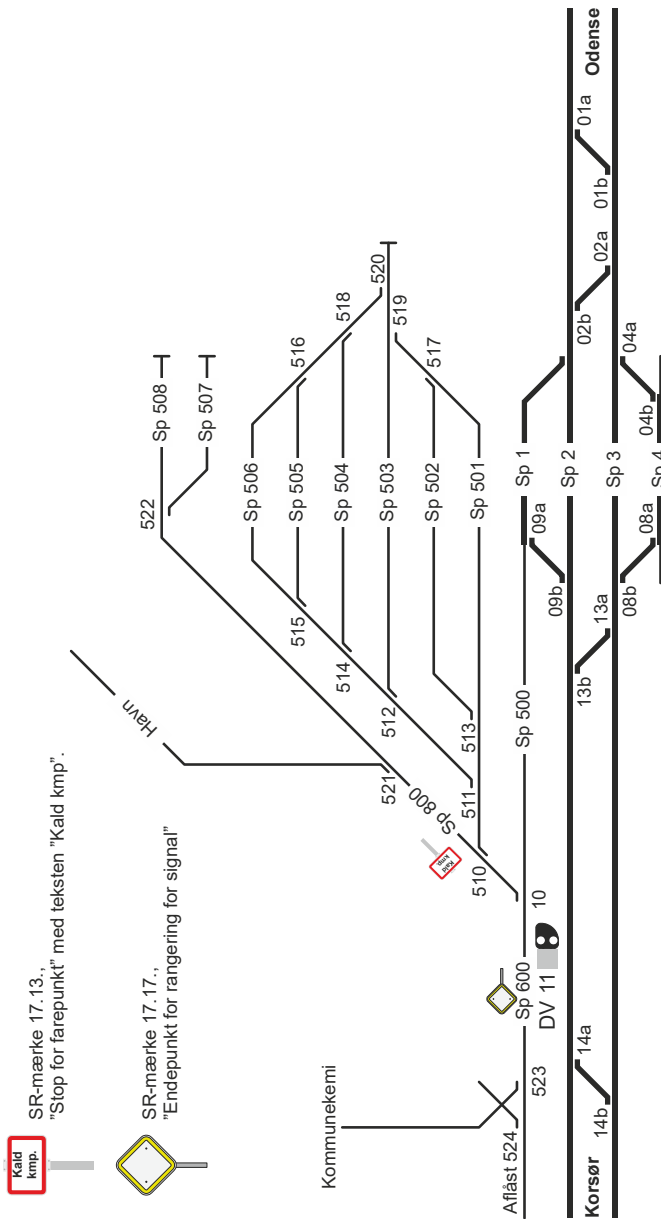 Kald
kmp.
SR-mærke 17.13.,
"Stop for farepunkt" med teksten "Kald kmp".
SR-mærke 17.17.,
"Endepunkt for rangering for signal"
Kommunekemi
Havn
522
Sp 508
Sp 507
Sp 506
Sp 505
Sp 504
Sp 503
Sp 502
Sp 501
516
518
520
519
517
515
514
512
513
511
521
Sp 800
Kald
kmp.
510
10
Sp 500
Sp 600
DV 11
523
Aflåst 524
Sp 1
Sp 2
Sp 3
Sp 4
09a
09b
08a
08b
13a
13b
14a
14b
04a
04b
02a
02b
01a
01b
Korsør
Odense